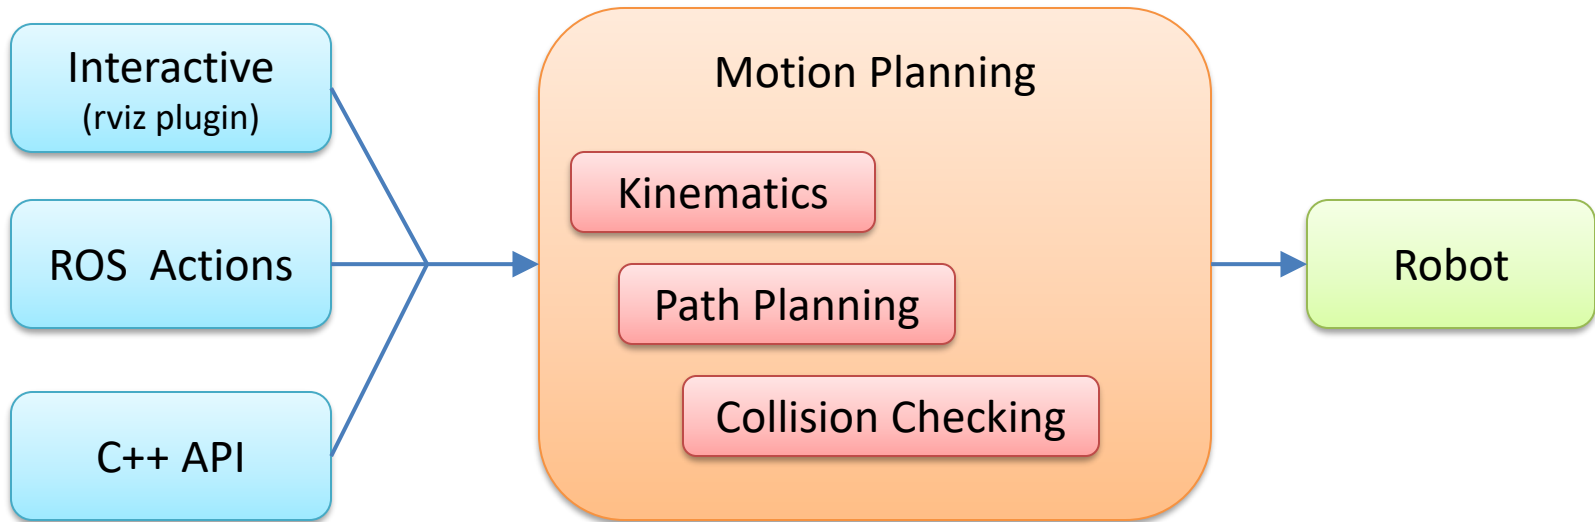 Interactive
(rviz plugin)
ROS  Actions
C++ API
Motion Planning
Kinematics
Path Planning
Collision Checking
Robot